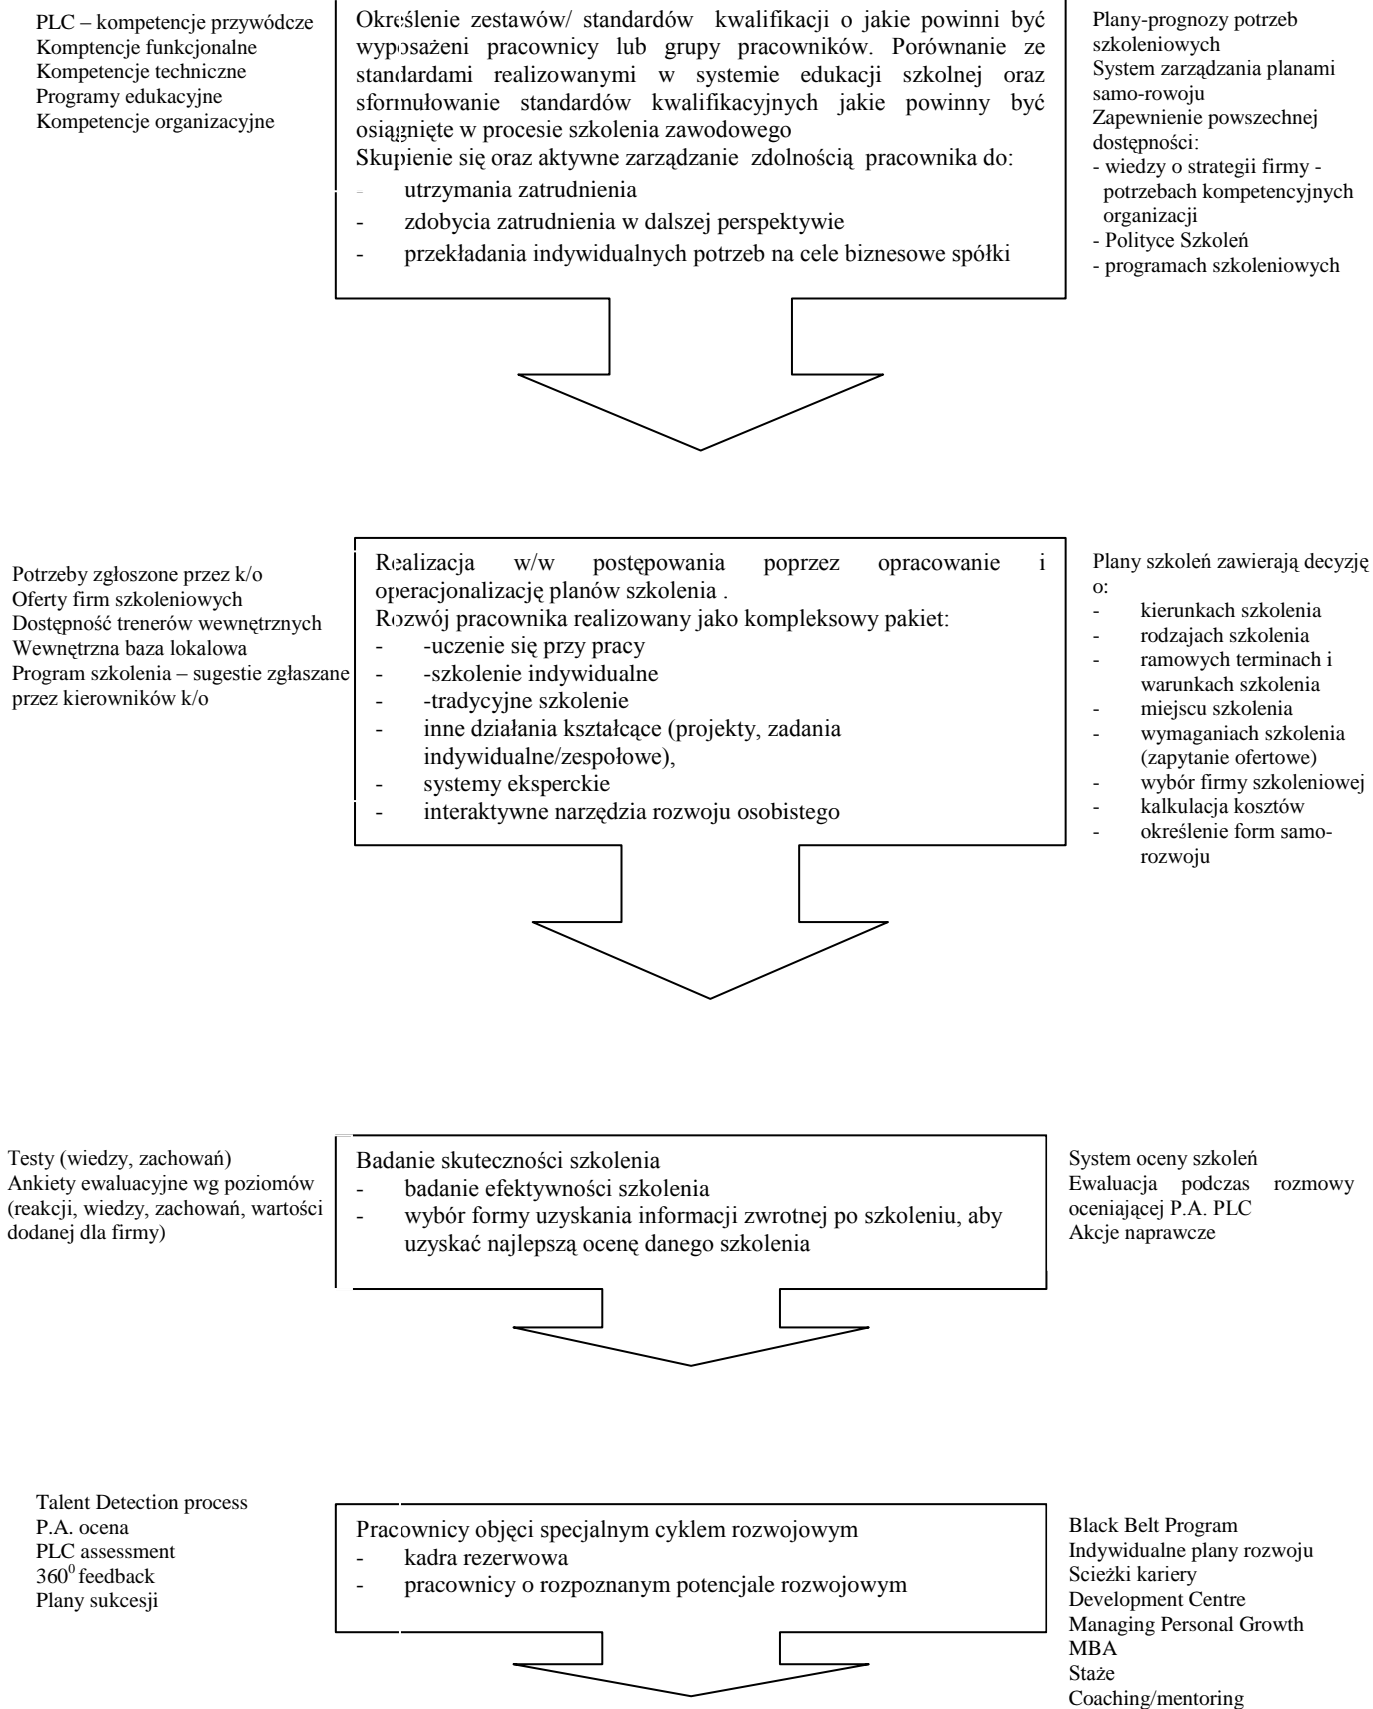 PLC – kompetencje przywódcze
Komptencje funkcjonalne
Kompetencje techniczne
Programy edukacyjne
Kompetencje organizacyjne
Określenie zestawów/ standardów kwalifikacji o jakie powinni być
wyposażeni pracownicy lub grupy pracowników. Porównanie ze
standardami realizowanymi w systemie edukacji szkolnej oraz
sformułowanie standardów kwalifikacyjnych jakie powinny być
osiągnięte w procesie szkolenia zawodowego
Skupienie się oraz aktywne zarządzanie zdolnością pracownika do:
- utrzymania zatrudnienia
- zdobycia zatrudnienia w dalszej perspektywie
- przekładania indywidualnych potrzeb na cele biznesowe spółki
Plany-prognozy potrzeb
szkoleniowych
System zarządzania planami
samo-rowoju
Zapewnienie powszechnej
dostępności:
- wiedzy o strategii firmy -
potrzebach kompetencyjnych
organizacji
- Polityce Szkoleń
- programach szkoleniowych
Potrzeby zgłoszone przez k/o
Oferty firm szkoleniowych
Dostępność trenerów wewnętrznych
Wewnętrzna baza lokalowa
Program szkolenia – sugestie zgłaszane
przez kierowników k/o
Realizacja w/w postępowania poprzez opracowanie i
operacjonalizację planów szkolenia .
Rozwój pracownika realizowany jako kompleksowy pakiet:
- -uczenie się przy pracy
- -szkolenie indywidualne
- -tradycyjne szkolenie
- inne działania kształcące (projekty, zadania
indywidualne/zespołowe),
- systemy eksperckie
- interaktywne narzędzia rozwoju osobistego
Plany szkoleń zawierają decyzję
o:
- kierunkach szkolenia
- rodzajach szkolenia
- ramowych terminach i
warunkach szkolenia
- miejscu szkolenia
- wymaganiach szkolenia
(zapytanie ofertowe)
- wybór firmy szkoleniowej
- kalkulacja kosztów
- określenie form samo-
rozwoju
Testy (wiedzy, zachowań)
Ankiety ewaluacyjne wg poziomów
(reakcji, wiedzy, zachowań, wartości
dodanej dla firmy)
Badanie skuteczności szkolenia
- badanie efektywności szkolenia
- wybór formy uzyskania informacji zwrotnej po szkoleniu, aby
uzyskać najlepszą ocenę danego szkolenia
System oceny szkoleń
Ewaluacja podczas rozmowy
oceniającej P.A. PLC
Akcje naprawcze
Talent Detection process
P.A. ocena
PLC assessment
360⁰ feedback
Plany sukcesji
Pracownicy objęci specjalnym cyklem rozwojowym
- kadra rezerwowa
- pracownicy o rozpoznanym potencjale rozwojowym
Black Belt Program
Indywidualne plany rozwoju
Scieżki kariery
Development Centre
Managing Personal Growth
MBA
Staże
Coaching/mentoring